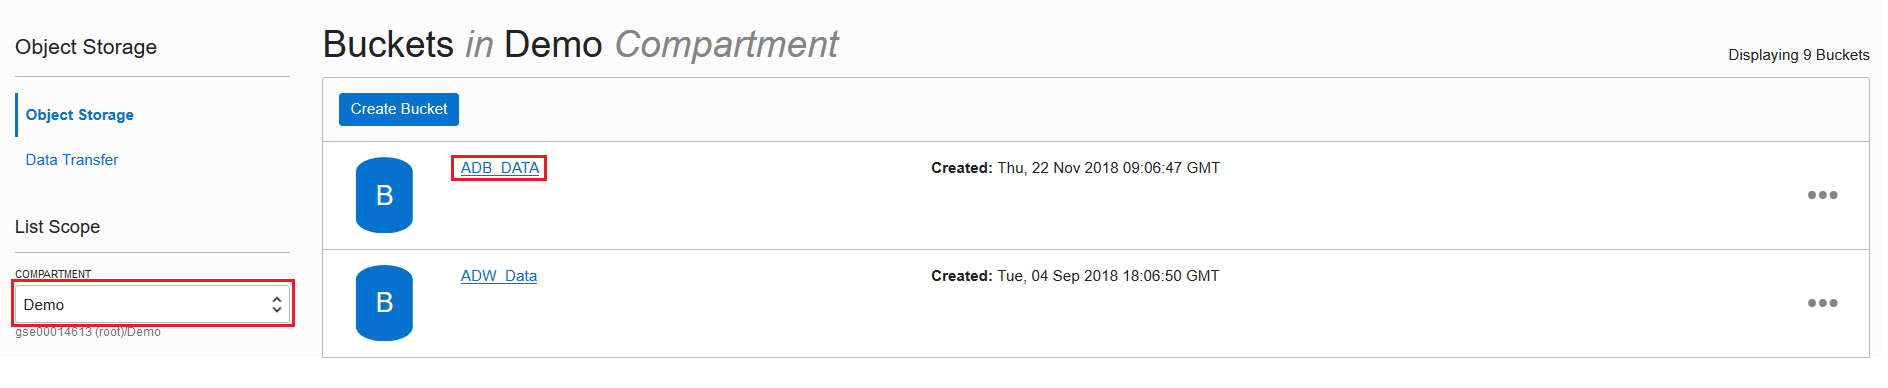 Object Storage
Object Storage
Data Transfer
List Scope
COMPARTMENT
Demo
gse00014613 (root)/Demo
Buckets in Demo Compartment
Displaying 9 Buckets
Create Bucket
B
ADB_DATA
Created: Thu, 22 Nov 2018 09:06:47 GMT
B
ADW_Data
Created: Tue, 04 Sep 2018 18:06:50 GMT